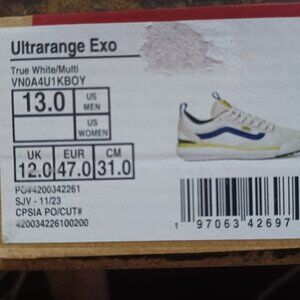 Ultrarange Exo
True White/Multi
VN0A4U1KBOY
13.0 US MEN
US WOMEN
UK EUR CM
12.0 47.0 31.0
PO#4200342261
SJV - 11/23
CPSIA PO/CUT#
420034226100200
1 97063 42697